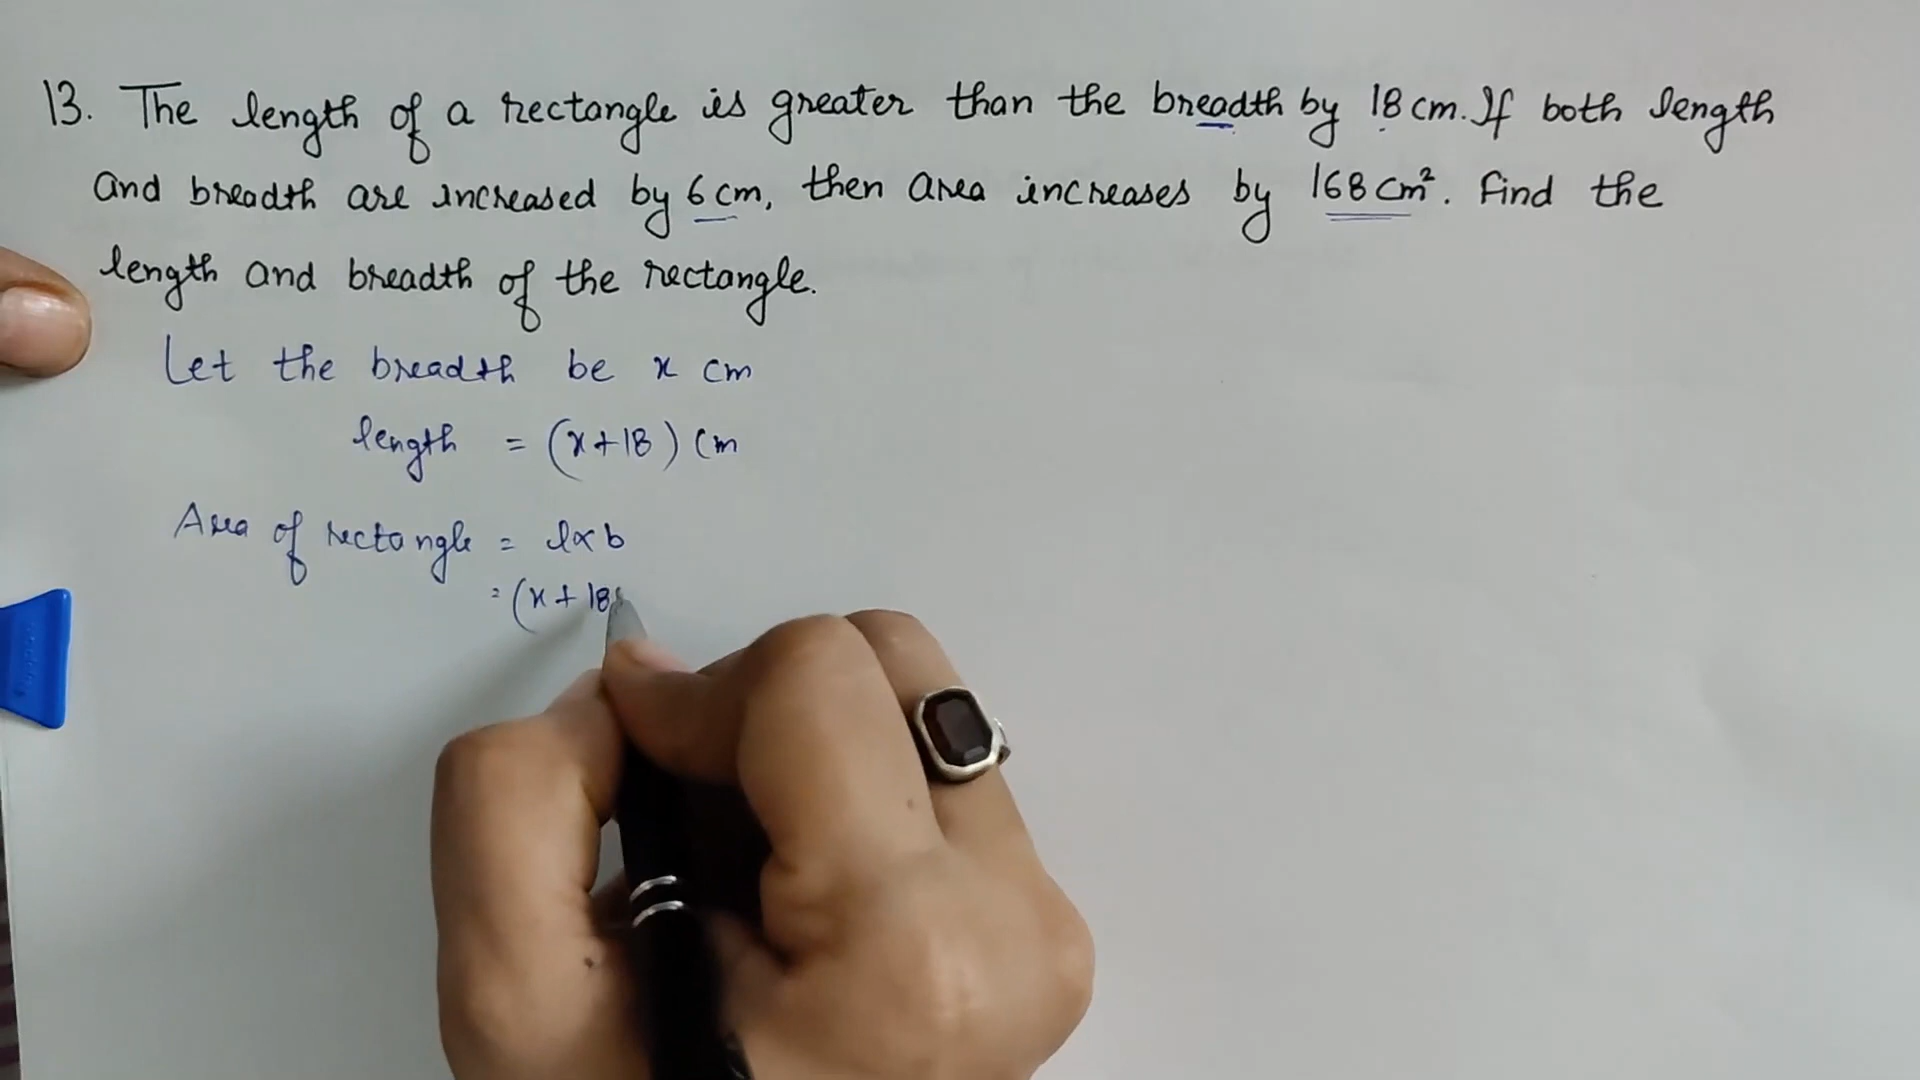 13. The length of a rectangle is greater than the breadth by 18 cm. If both length
and breadth are increased by 6 cm, then area increases by 168 cm². Find the
length and breadth of the rectangle.
Let the breadth be x cm
length = (x+18) cm
Area of rectangle = l×b
= (x + 18